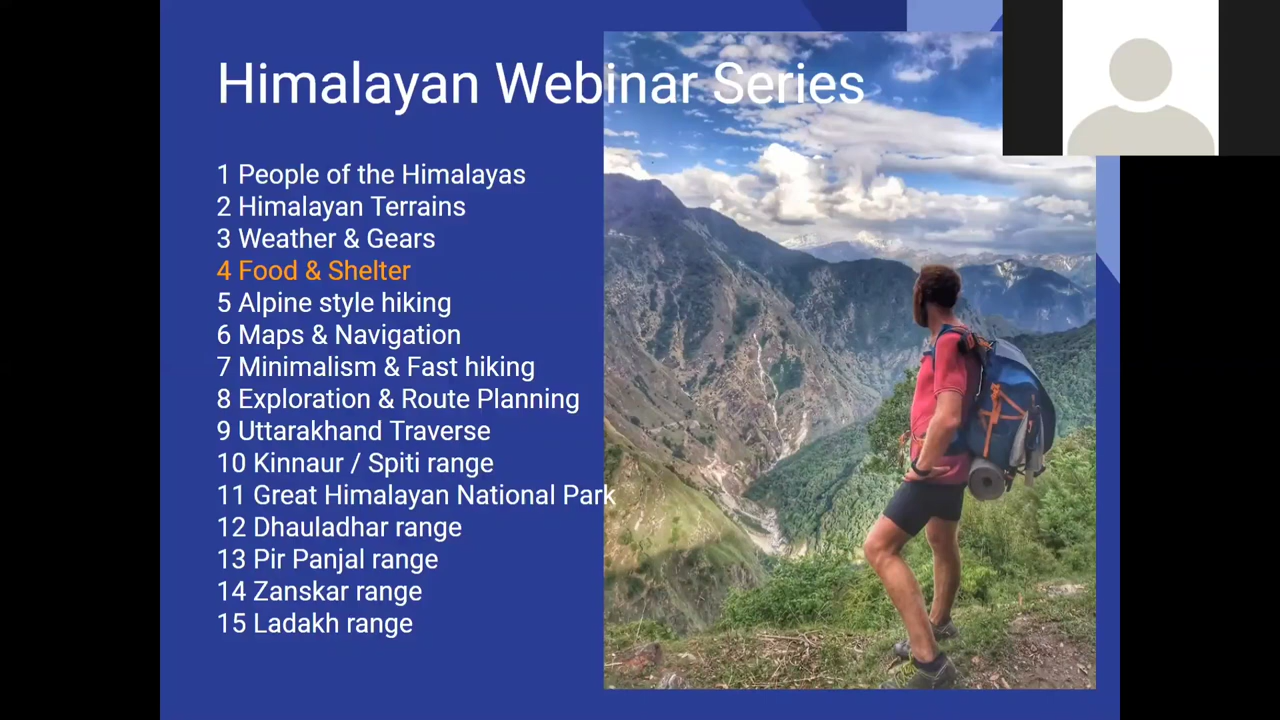 Himalayan Webinar Series
1 People of the Himalayas
2 Himalayan Terrains
3 Weather & Gears
4 Food & Shelter
5 Alpine style hiking
6 Maps & Navigation
7 Minimalism & Fast hiking
8 Exploration & Route Planning
9 Uttarakhand Traverse
10 Kinnaur / Spiti range
11 Great Himalayan National Park
12 Dhauladhar range
13 Pir Panjal range
14 Zanskar range
15 Ladakh range